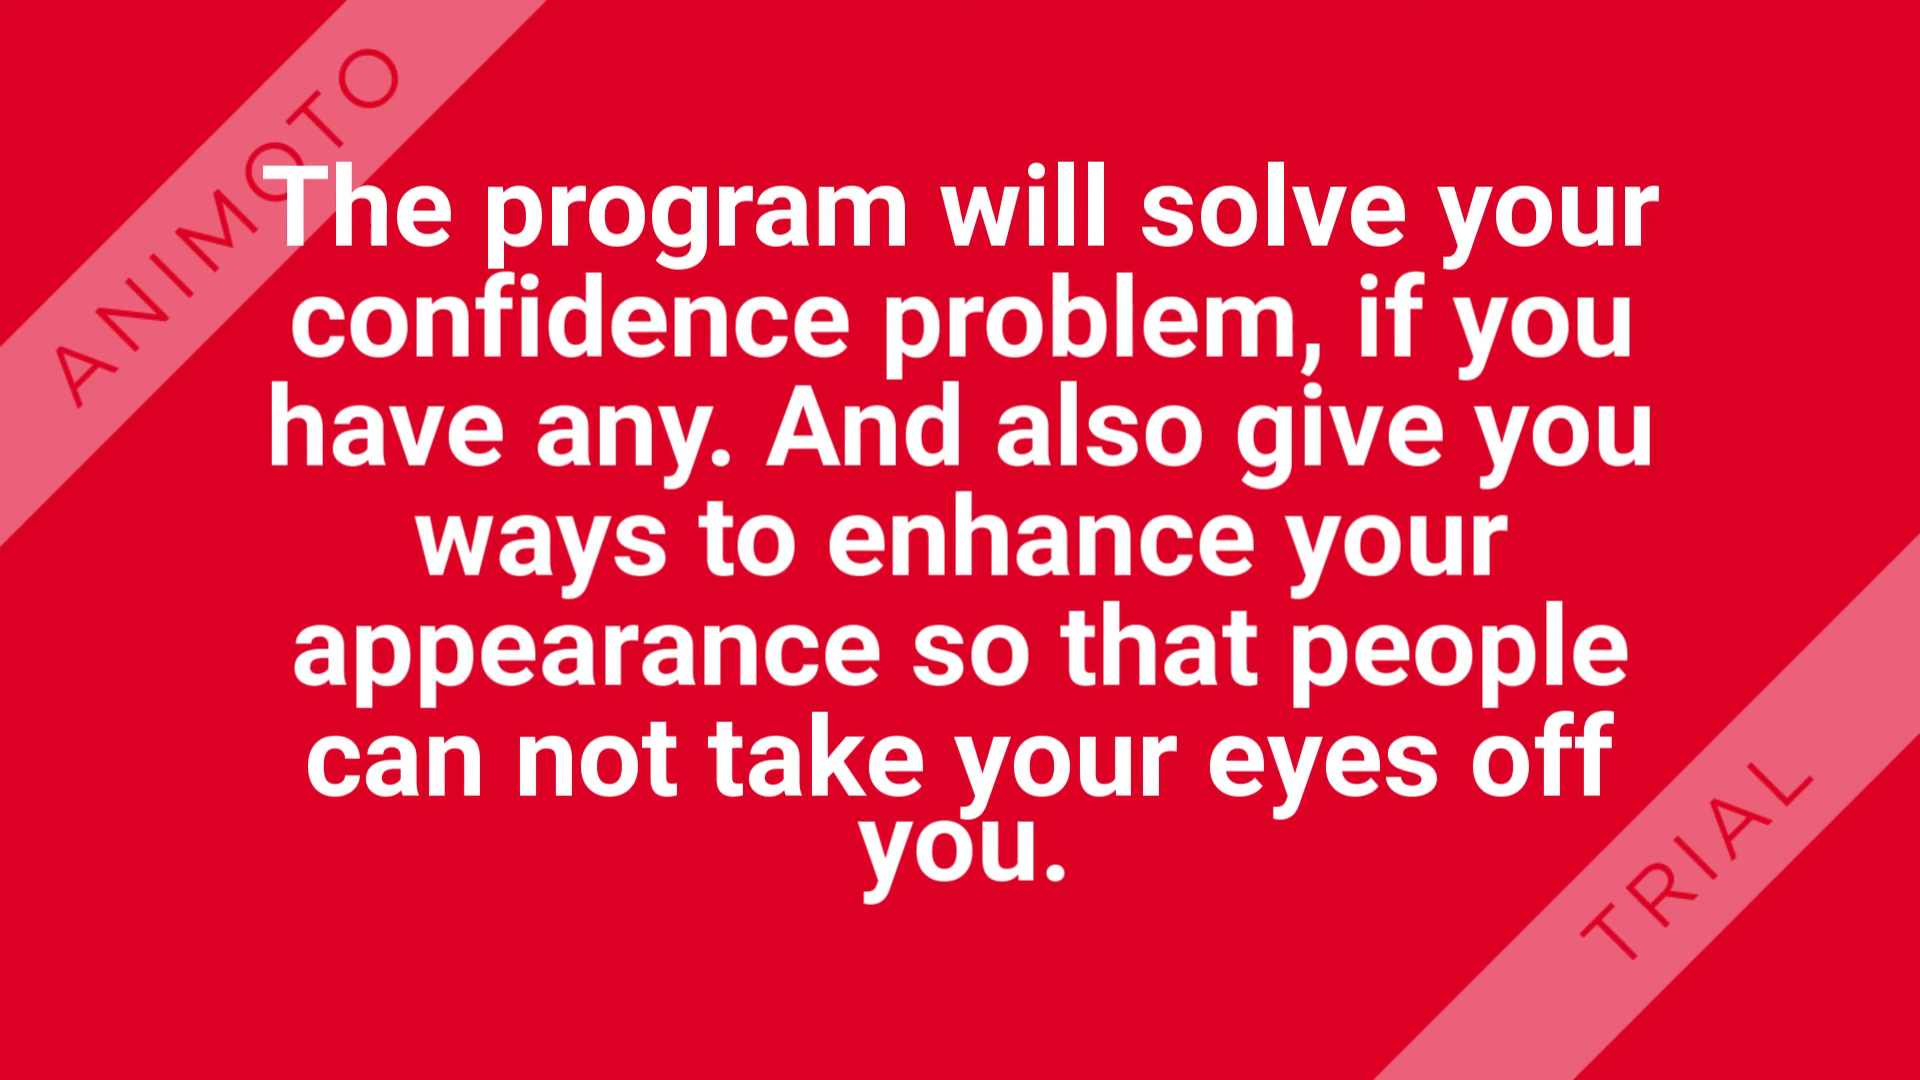 ANIMOTO
The program will solve your
confidence problem, if you
have any. And also give you
ways to enhance your
appearance so that people
can not take your eyes off
you.
TRIAL